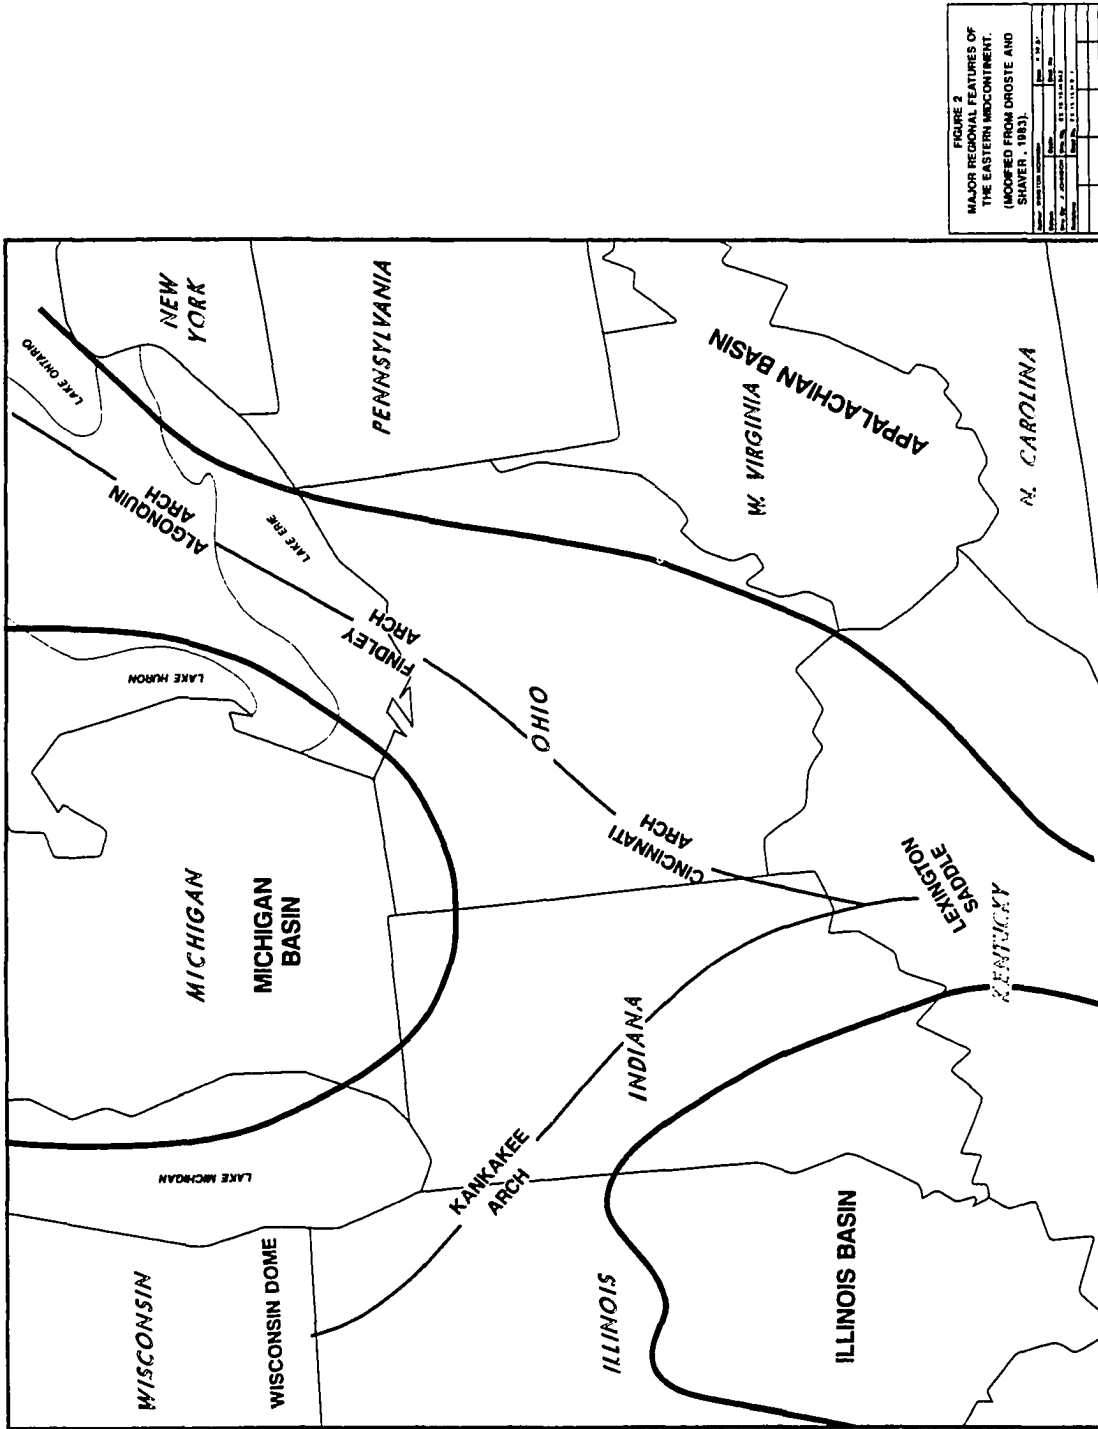 FIGURE 2
MAJOR REGIONAL FEATURES OF
THE EASTERN MIDCONTINENT.
(MODIFIED FROM DROSTE AND
SHAVER, 1983).
WISCONSIN
WISCONSIN DOME
LAKE MICHIGAN
MICHIGAN
MICHIGAN
BASIN
LAKE HURON
LAKE ONTARIO
NEW
YORK
ALGONQUIN
ARCH
LAKE ERIE
PENNSYLVANIA
FINDLEY
ARCH
KANKAKEE
ARCH
OHIO
ILLINOIS
INDIANA
CINCINNATI
ARCH
W. VIRGINIA
APPALACHIAN BASIN
ILLINOIS BASIN
LEXINGTON
SADDLE
KENTUCKY
N. CAROLINA